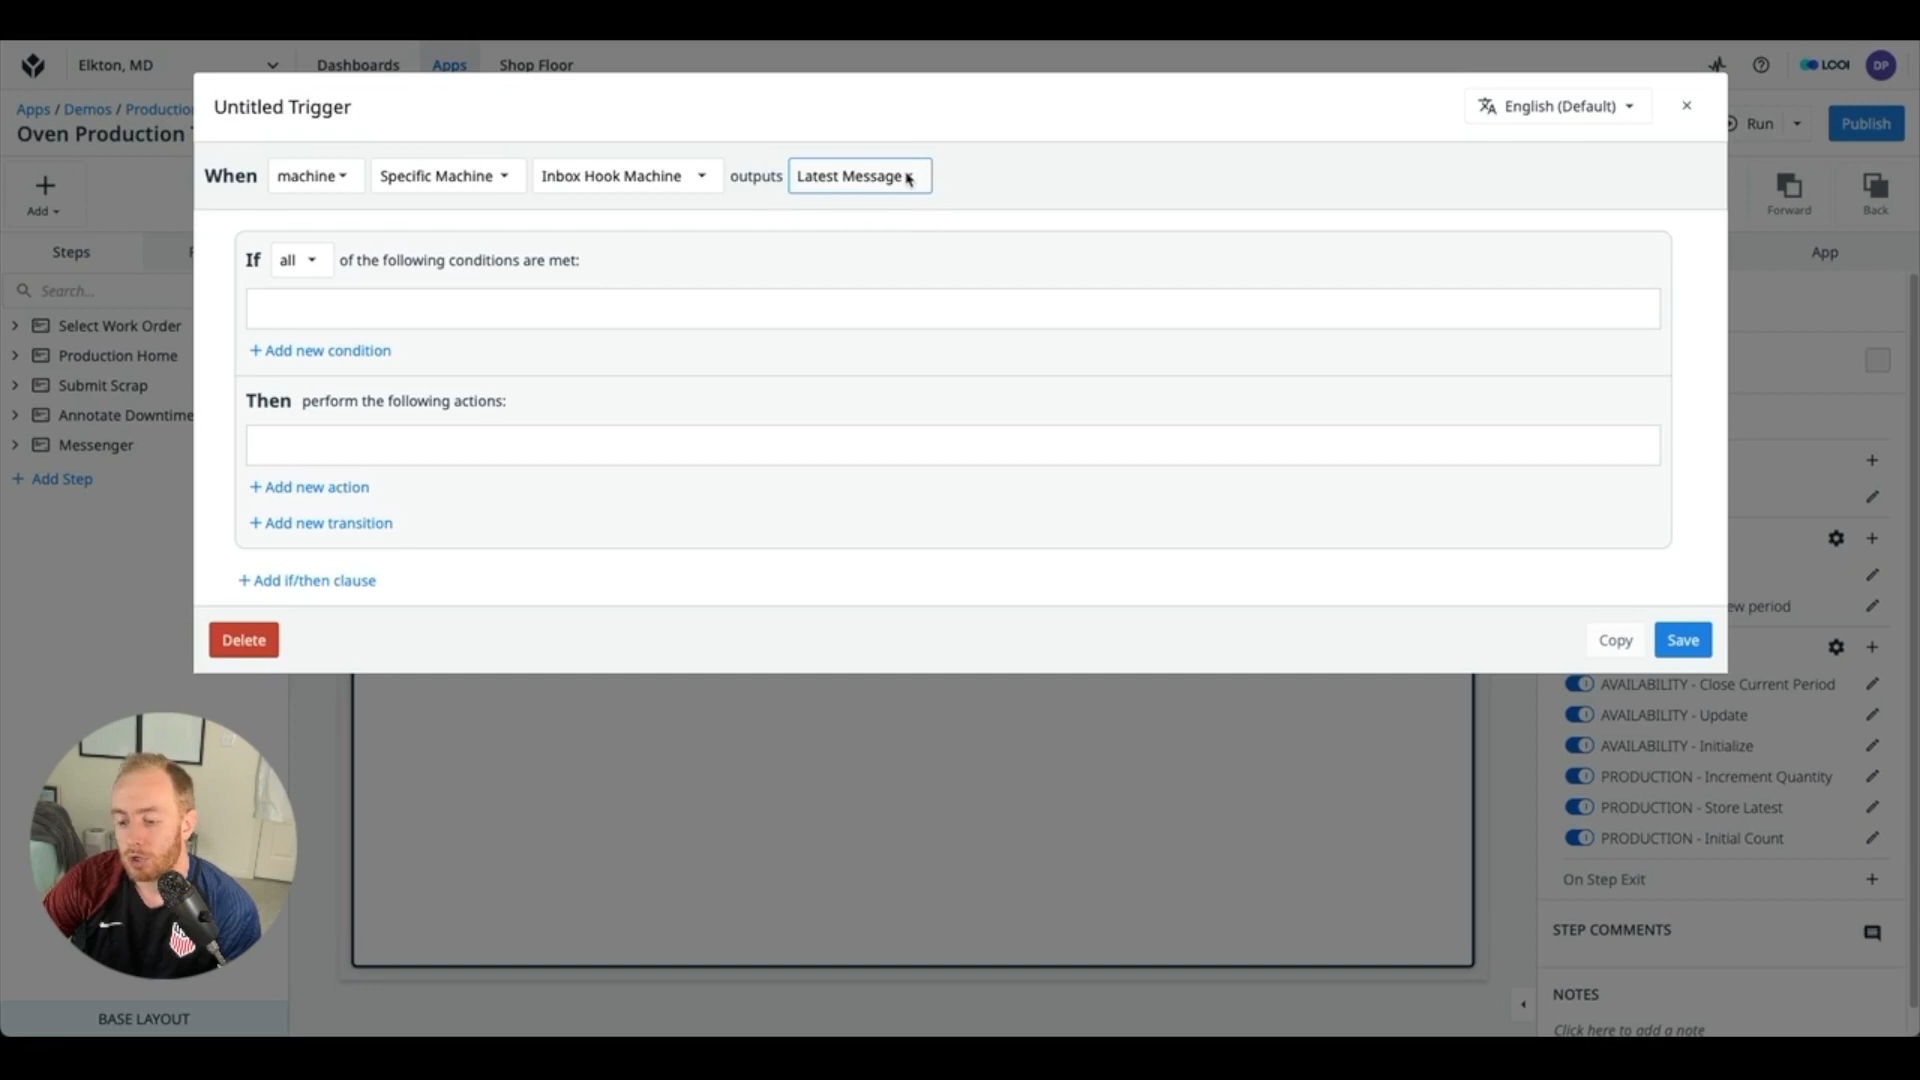 Elkton, MD
Dashboards
Apps
Shop Floor
LOOI
DP
Apps / Demos / Productio
Oven Production
Run
Publish
Untitled Trigger
English (Default)
When machine Specific Machine Inbox Hook Machine outputs Latest Message
Add
Forward
Back
Steps
App
Search...
If all of the following conditions are met:
+ Add new condition
Then perform the following actions:
+ Add new action
+ Add new transition
+ Add if/then clause
Delete
Copy
Save
Select Work Order
Production Home
Submit Scrap
Annotate Downtime
Messenger
+ Add Step
ew period
AVAILABILITY - Close Current Period
AVAILABILITY - Update
AVAILABILITY - Initialize
PRODUCTION - Increment Quantity
PRODUCTION - Store Latest
PRODUCTION - Initial Count
On Step Exit
STEP COMMENTS
NOTES
Click here to add a note
BASE LAYOUT